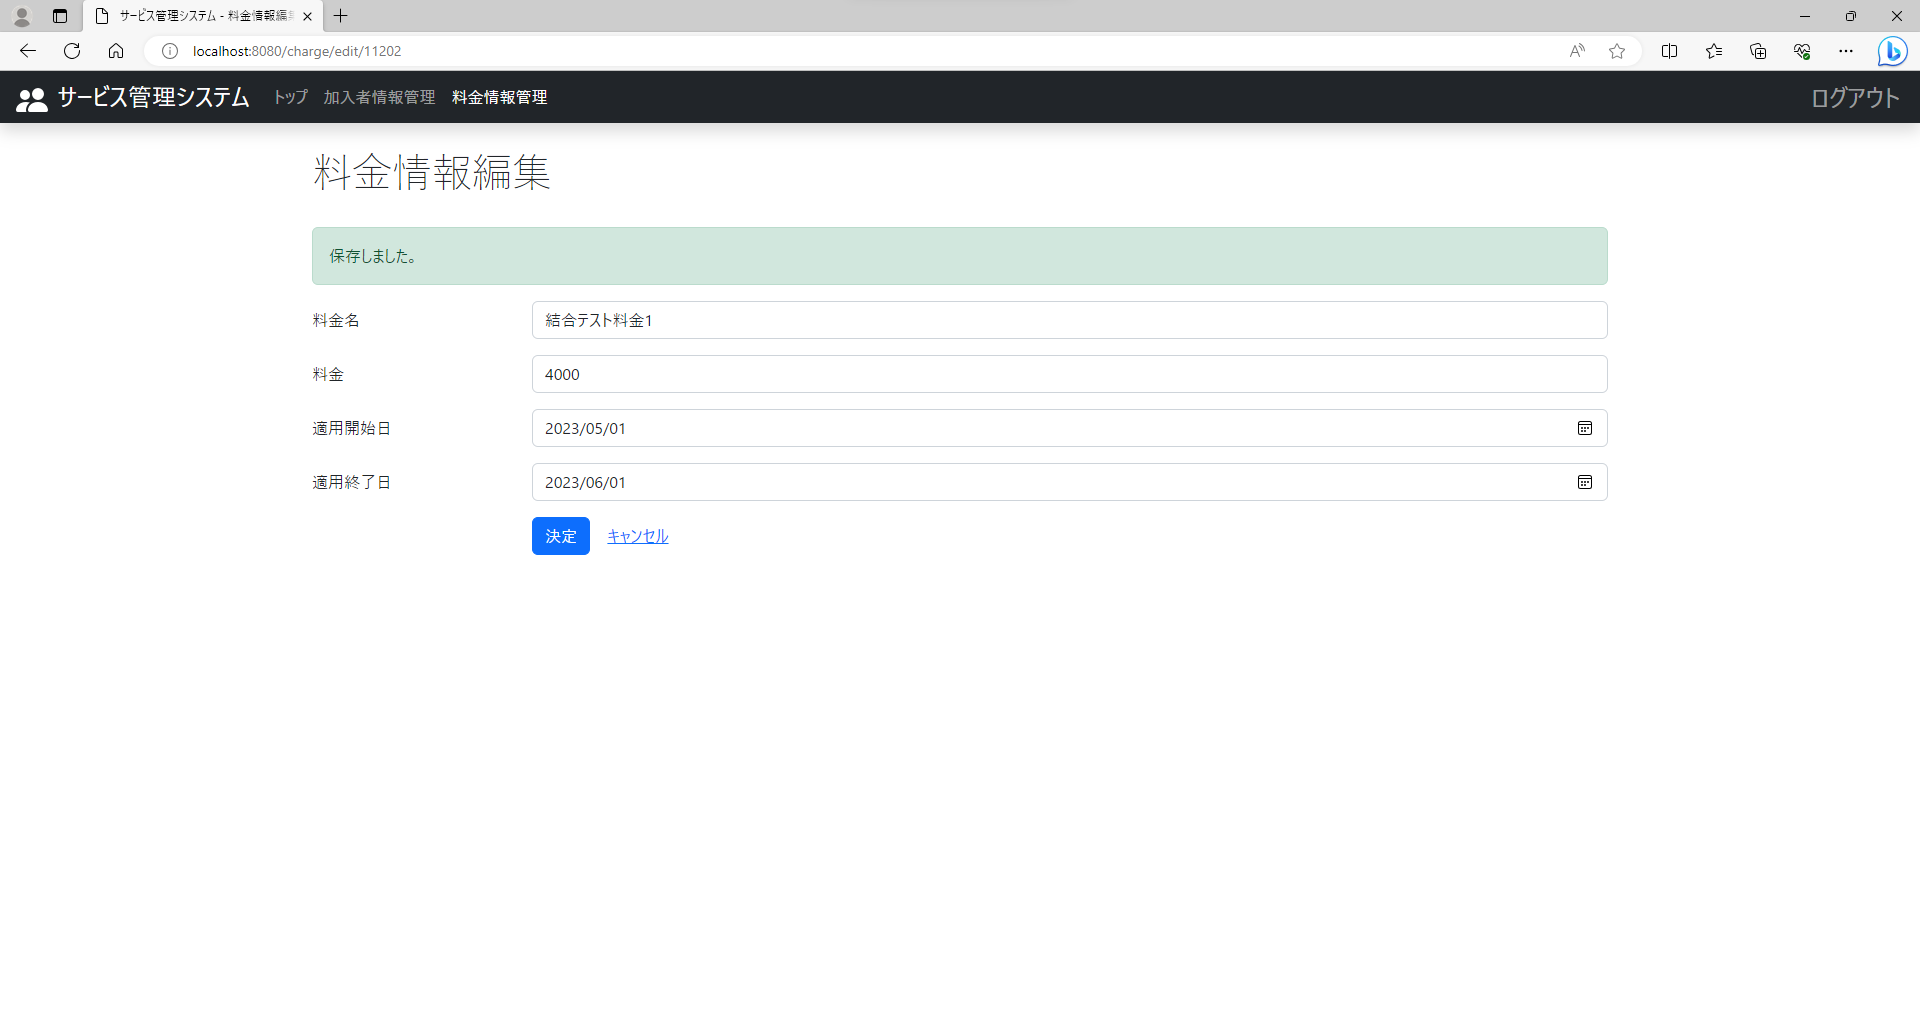 サービス管理システム - 料金情報編集
localhost:8080/charge/edit/11202
サービス管理システム トップ 加入者情報管理 料金情報管理 ログアウト
料金情報編集
保存しました。
料金名 結合テスト料金1
料金 4000
適用開始日 2023/05/01
適用終了日 2023/06/01
決定 キャンセル